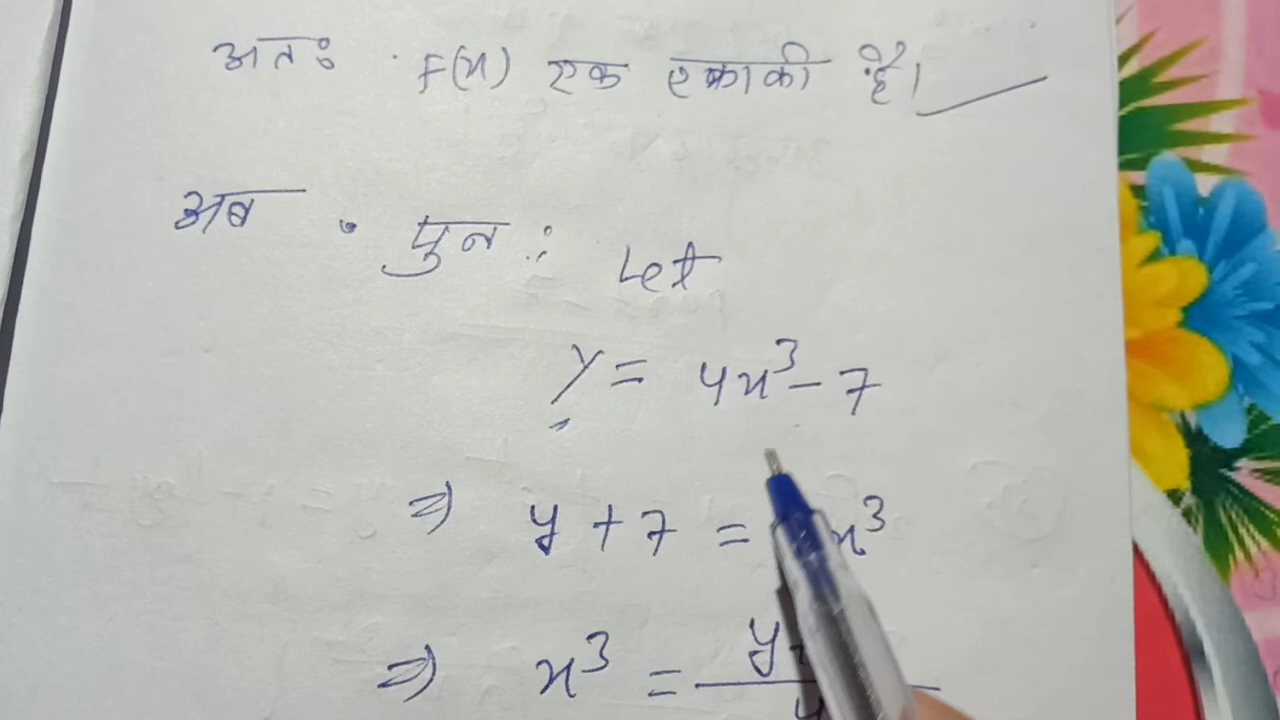 अतः f(x) एक एकाकी है।
अब पुनः Let
y = 4x³ - 7
⇒ y + 7 = x³
⇒ x³ = y